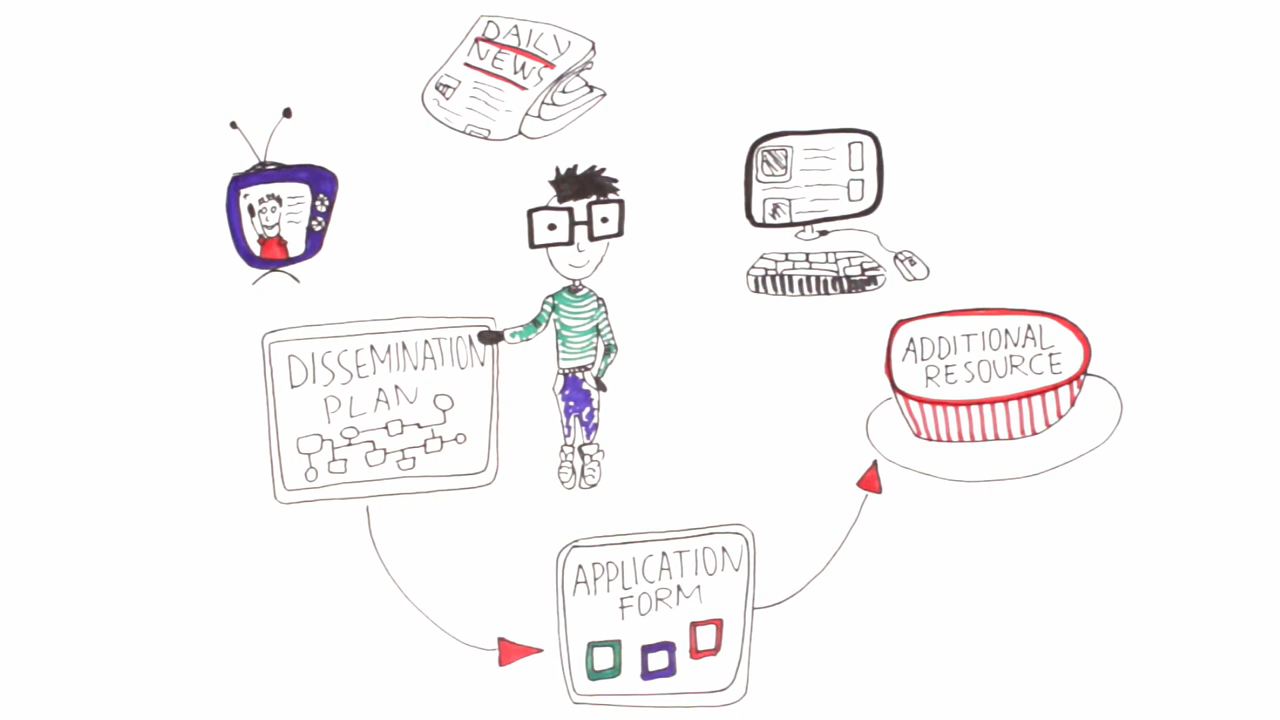 DAILY
NEWS
DISSEMINATION
PLAN
ADDITIONAL
RESOURCE
APPLICATION
FORM